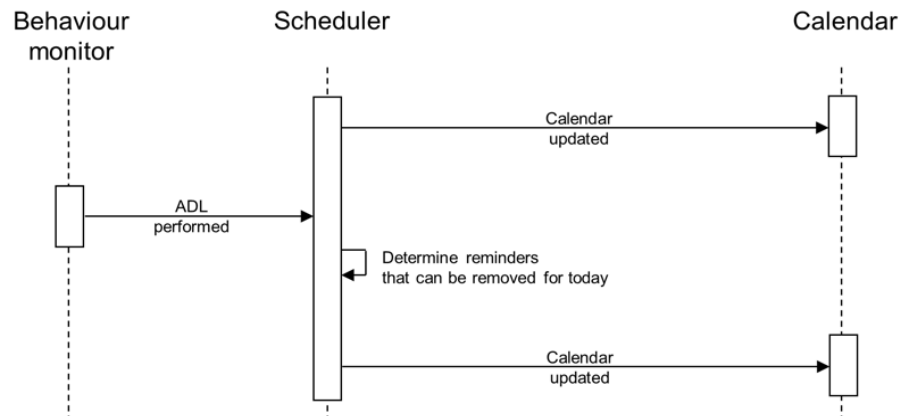 Behaviour
monitor
Scheduler
Calendar
Calendar
updated
ADL
performed
Determine reminders
that can be removed for today
Calendar
updated